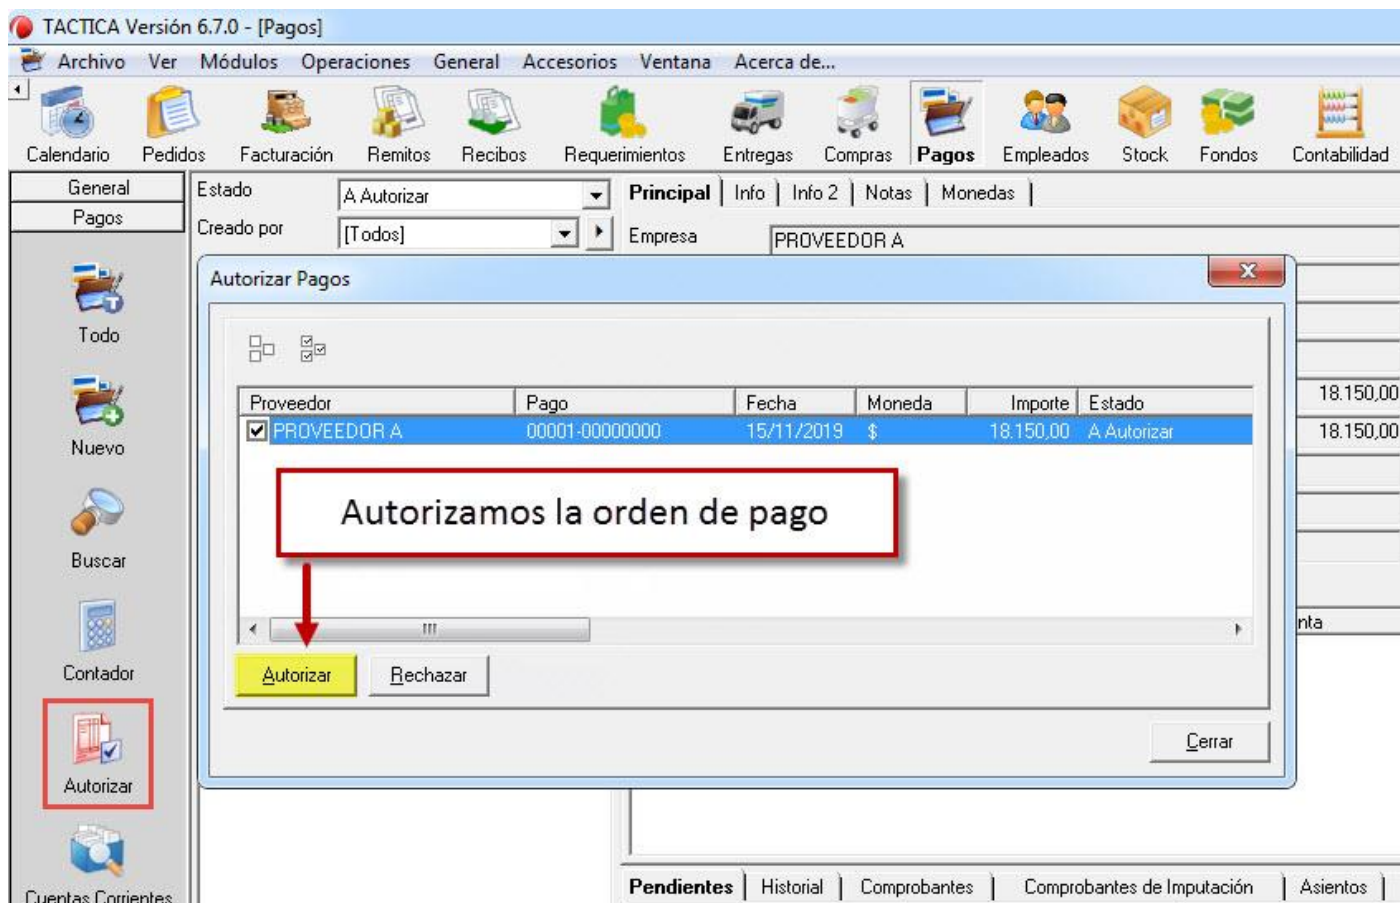 TACTICA Versión 6.7.0 - [Pagos]
Archivo Ver Módulos Operaciones General Accesorios Ventana Acerca de...
Calendario Pedidos Facturación Remitos Recibos Requerimientos Entregas Compras Pagos Empleados Stock Fondos Contabilidad
General
Pagos
Estado A Autorizar
Creado por [Todos]
Principal Info Info 2 Notas Monedas
Empresa PROVEEDOR A
Todo
Nuevo
Buscar
Contador
Autorizar
Cuentas Corrientes
Autorizar Pagos
Proveedor Pago Fecha Moneda Importe Estado
PROVEEDOR A 00001-00000000 15/11/2019 $ 18.150,00 A Autorizar
Autorizamos la orden de pago
Autorizar Rechazar
Cerrar
18.150,00
18.150,00
nta
Pendientes Historial Comprobantes Comprobantes de Imputación Asientos